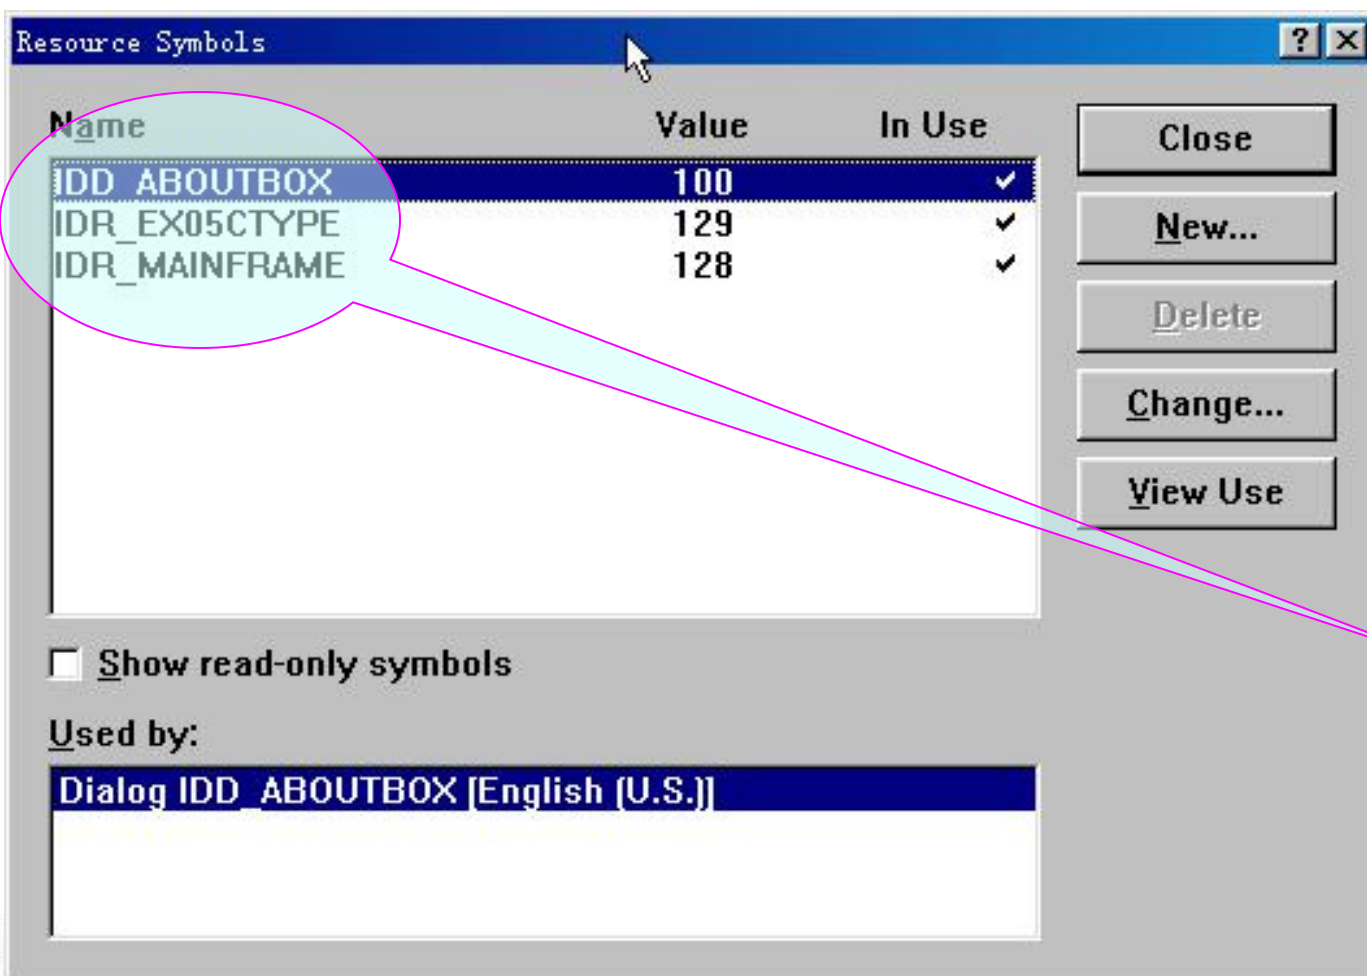 Resource Symbols
Name Value In Use
IDD_ABOUTBOX 100
IDR_EX05CTYPE 129
IDR_MAINFRAME 128
Close
New...
Delete
Change...
View Use
Show read-only symbols
Used by:
Dialog IDD_ABOUTBOX [English (U.S.)]